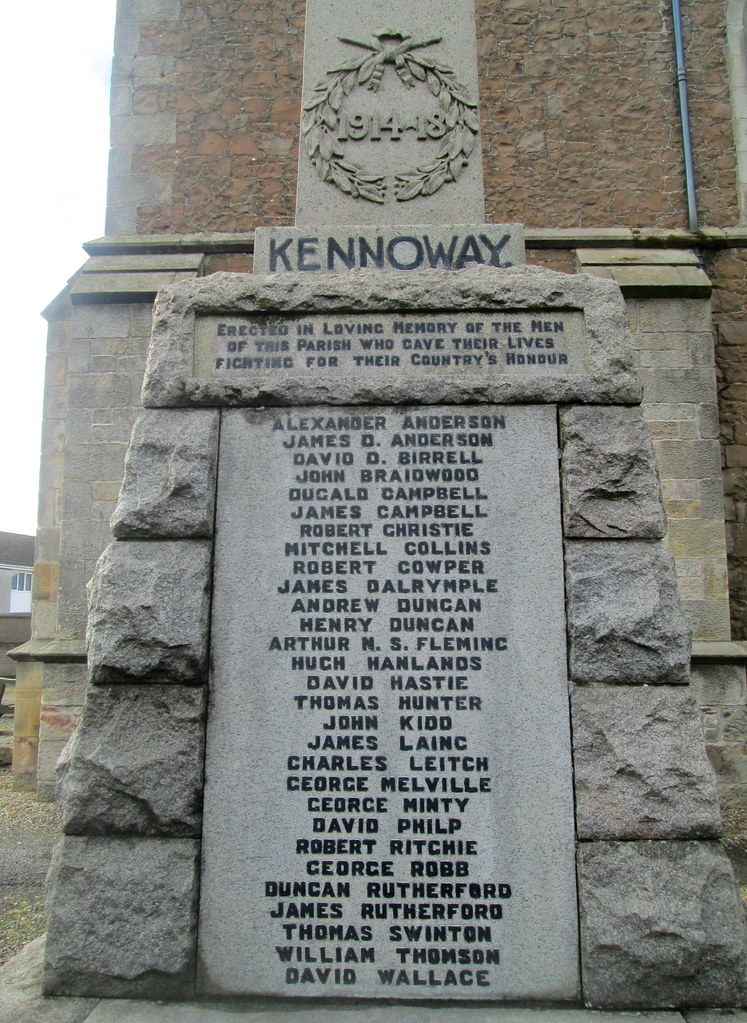 1914-18
KENNOWAY.
ERECTED IN LOVING MEMORY OF THE MEN
OF THIS PARISH WHO GAVE THEIR LIVES
FIGHTING FOR THEIR COUNTRY'S HONOUR
ALEXANDER ANDERSON
JAMES D. ANDERSON
DAVID D. BIRRELL
JOHN BRAIDWOOD
DUGALD CAMPBELL
JAMES CAMPBELL
ROBERT CHRISTIE
MITCHELL COLLINS
ROBERT COWPER
JAMES DALRYMPLE
ANDREW DUNCAN
HENRY DUNCAN
ARTHUR N. S. FLEMING
HUGH HANLANDS
DAVID HASTIE
THOMAS HUNTER
JOHN KIDD
JAMES LAING
CHARLES LEITCH
GEORGE MELVILLE
GEORGE MINTY
DAVID PHILP
ROBERT RITCHIE
GEORGE ROBB
DUNCAN RUTHERFORD
JAMES RUTHERFORD
THOMAS SWINTON
WILLIAM THOMSON
DAVID WALLACE